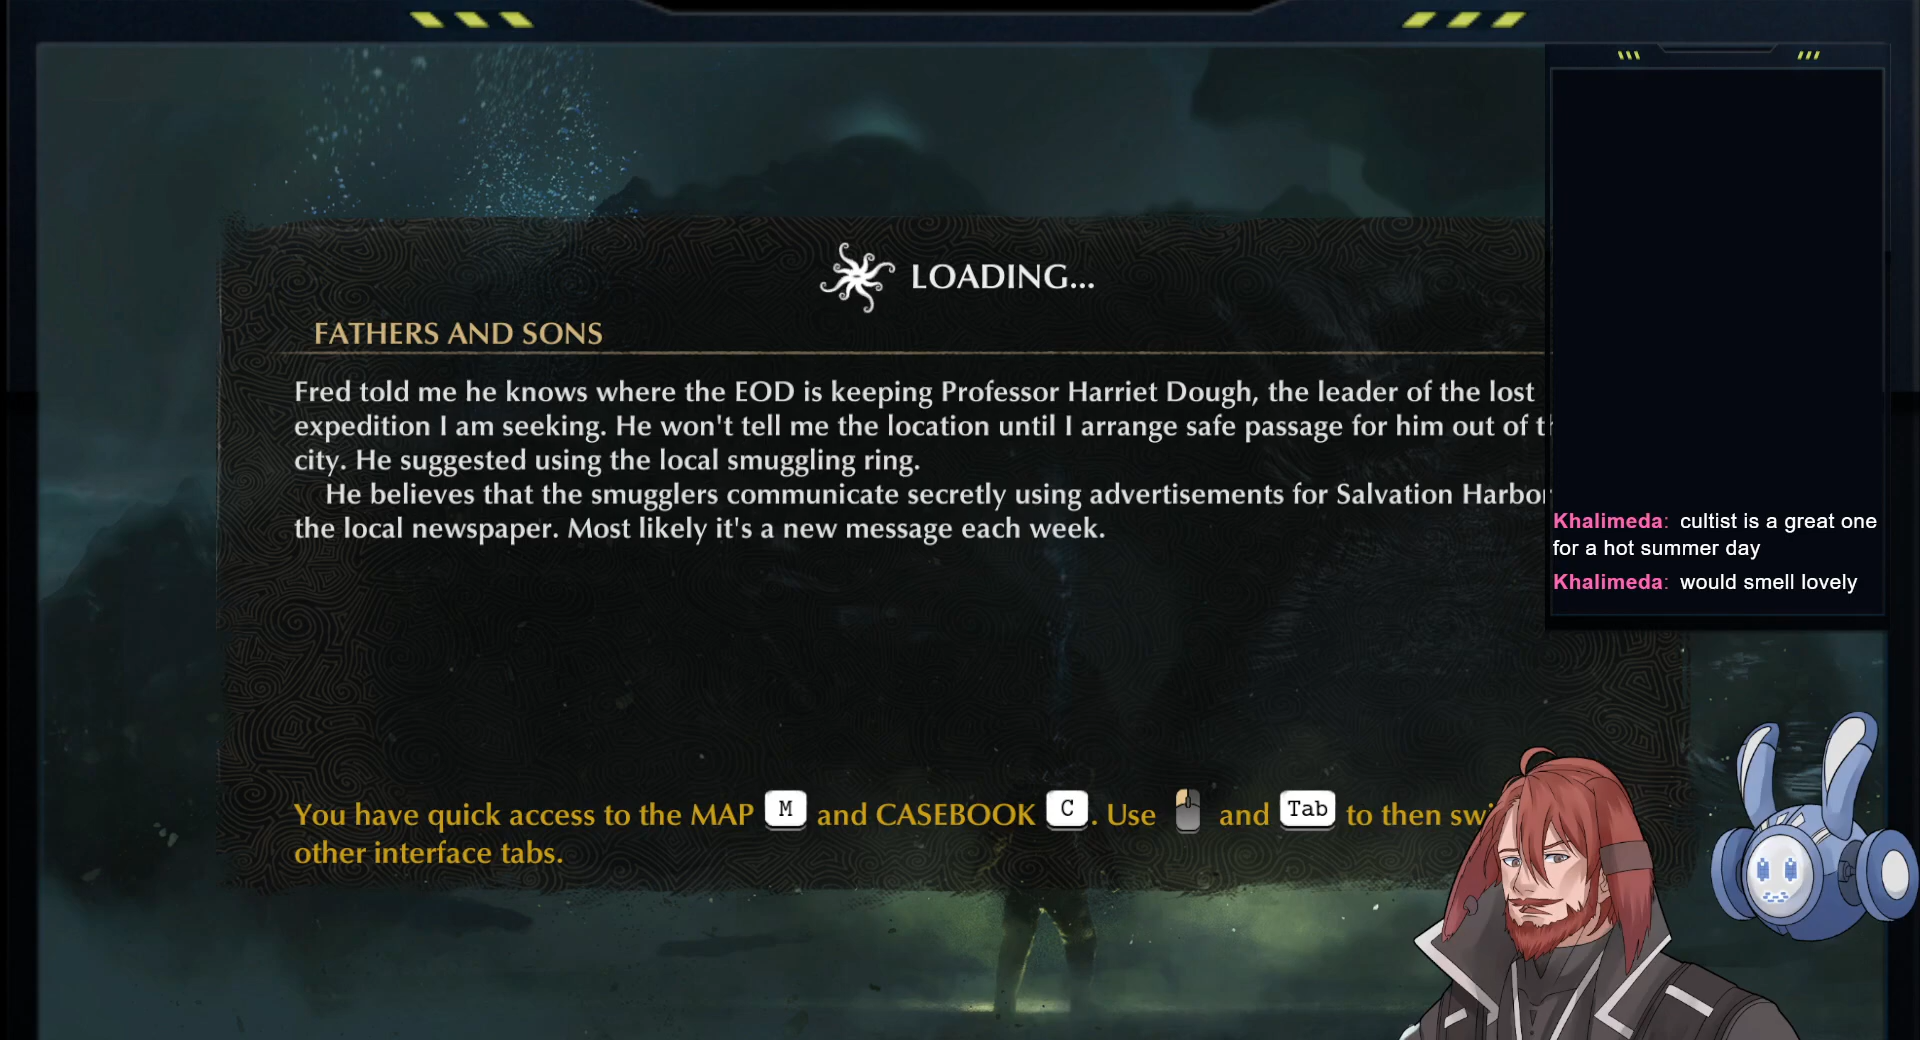 LOADING...
FATHERS AND SONS
Fred told me he knows where the EOD is keeping Professor Harriet Dough, the leader of the lost
expedition I am seeking. He won't tell me the location until I arrange safe passage for him out of
city. He suggested using the local smuggling ring.
He believes that the smugglers communicate secretly using advertisements for Salvation Harbor
the local newspaper. Most likely it's a new message each week.
You have quick access to the MAP M and CASEBOOK C. Use and Tab to then
other interface tabs.
Khalimeda: cultist is a great one
for a hot summer day
Khalimeda: would smell lovely